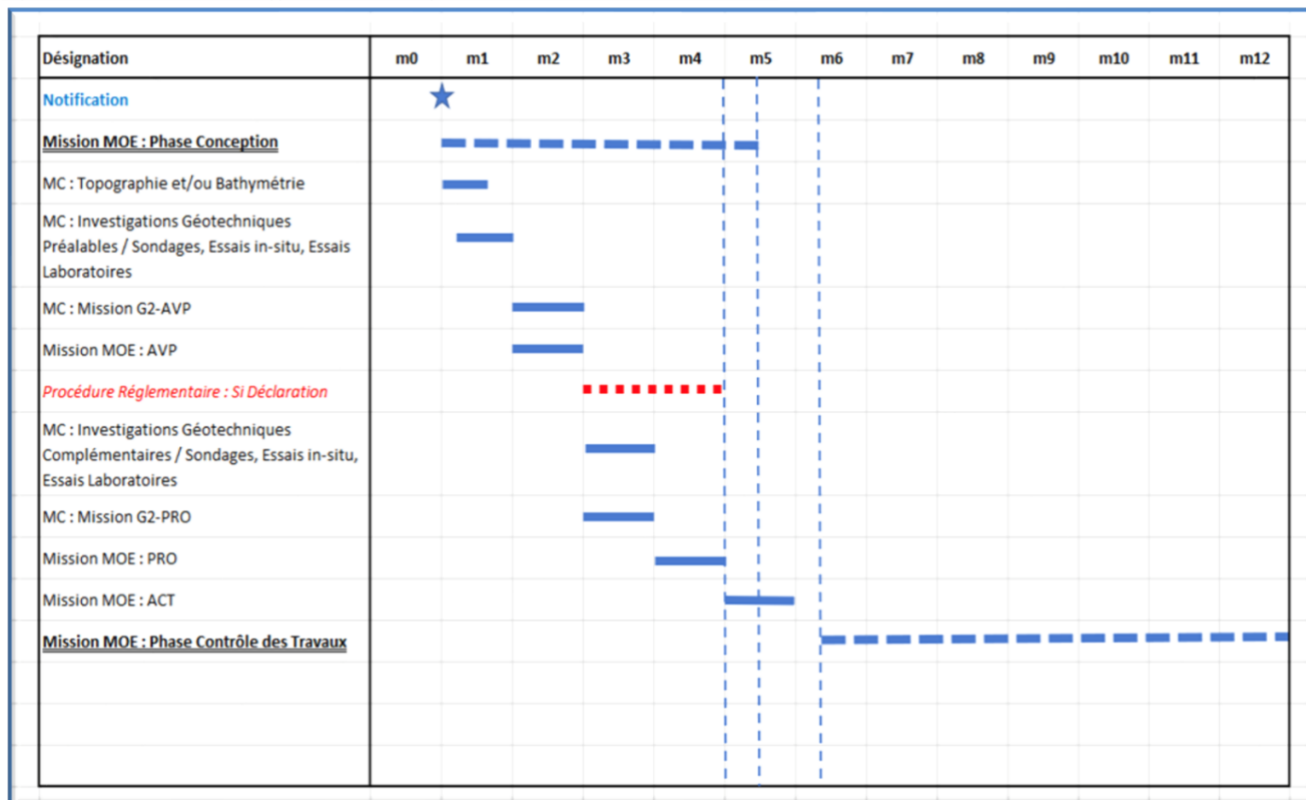 Désignation m0 m1 m2 m3 m4 m5 m6 m7 m8 m9 m10 m11 m12
Notification
Mission MOE : Phase Conception
MC : Topographie et/ou Bathymétrie
MC : Investigations Géotechniques
Préalables / Sondages, Essais in-situ, Essais
Laboratoires
MC : Mission G2-AVP
Mission MOE : AVP
Procédure Réglementaire : Si Déclaration
MC : Investigations Géotechniques
Complémentaires / Sondages, Essais in-situ,
Essais Laboratoires
MC : Mission G2-PRO
Mission MOE : PRO
Mission MOE : ACT
Mission MOE : Phase Contrôle des Travaux